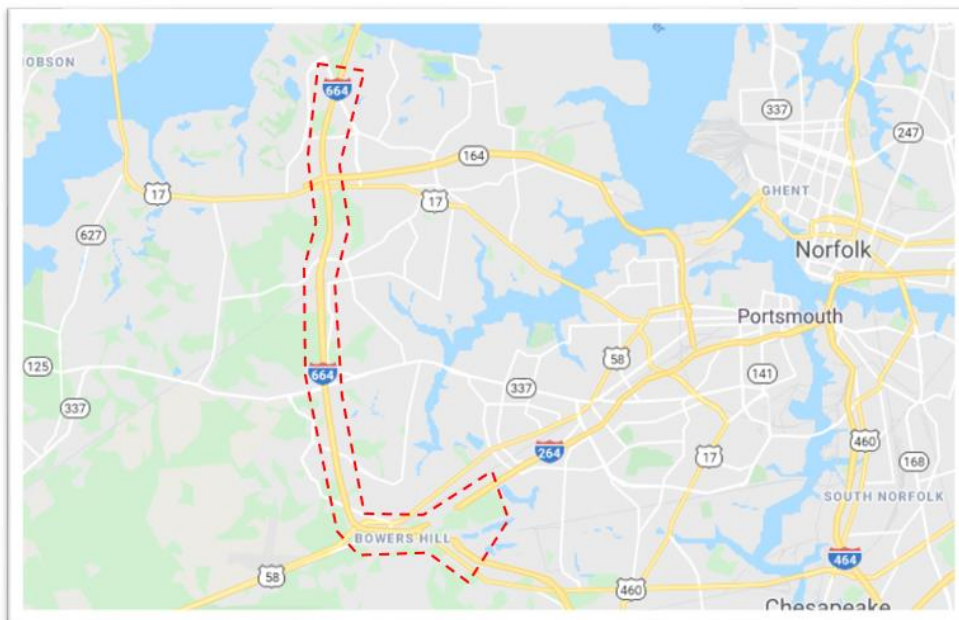 OBSON
664
337
247
164
17
GHENT
17
627
Norfolk
Portsmouth
58
125
664
337
141
337
264
17
460
168
SOUTH NORFOLK
BOWERS HILL
464
58
460
Chesapeake